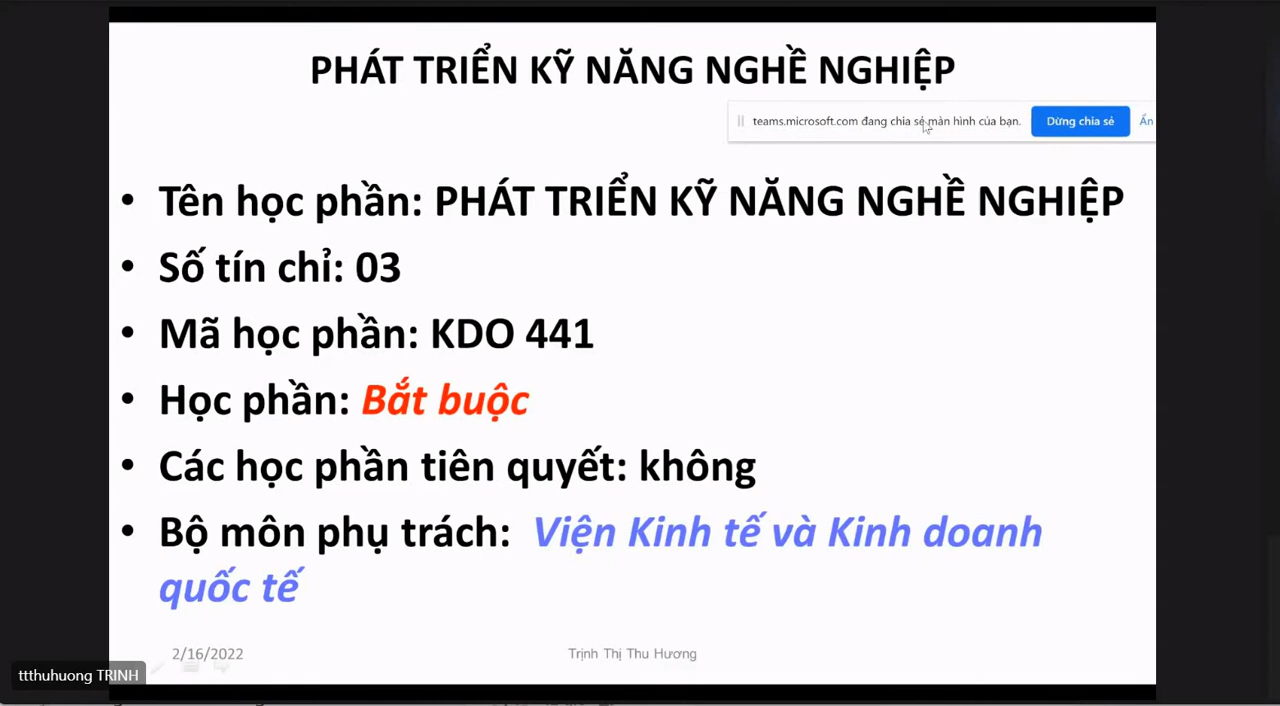 PHÁT TRIỂN KỸ NĂNG NGHỀ NGHIỆP
teams.microsoft.com đang chia sẻ màn hình của bạn. Dừng chia sẻ Ẩn
• Tên học phần: PHÁT TRIỂN KỸ NĂNG NGHỀ NGHIỆP
• Số tín chỉ: 03
• Mã học phần: KDO 441
• Học phần: Bắt buộc
• Các học phần tiên quyết: không
• Bộ môn phụ trách: Viện Kinh tế và Kinh doanh
quốc tế
2/16/2022 Trịnh Thị Thu Hương
ttthuhuong TRINH